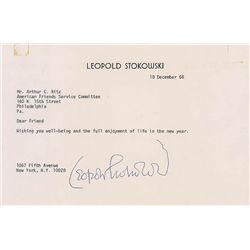 LEOPOLD STOKOWSKI
18 December 66
Mr. Arthur C. Ritz
American Friends Service Committee
160 N. 15th Street
Philadelphia
Pa.
Dear Friend
Wishing you well-being and the full enjoyment of life in the new year.
1067 Fifth Avenue
New York, N.Y. 10028
Leopold Stokowski